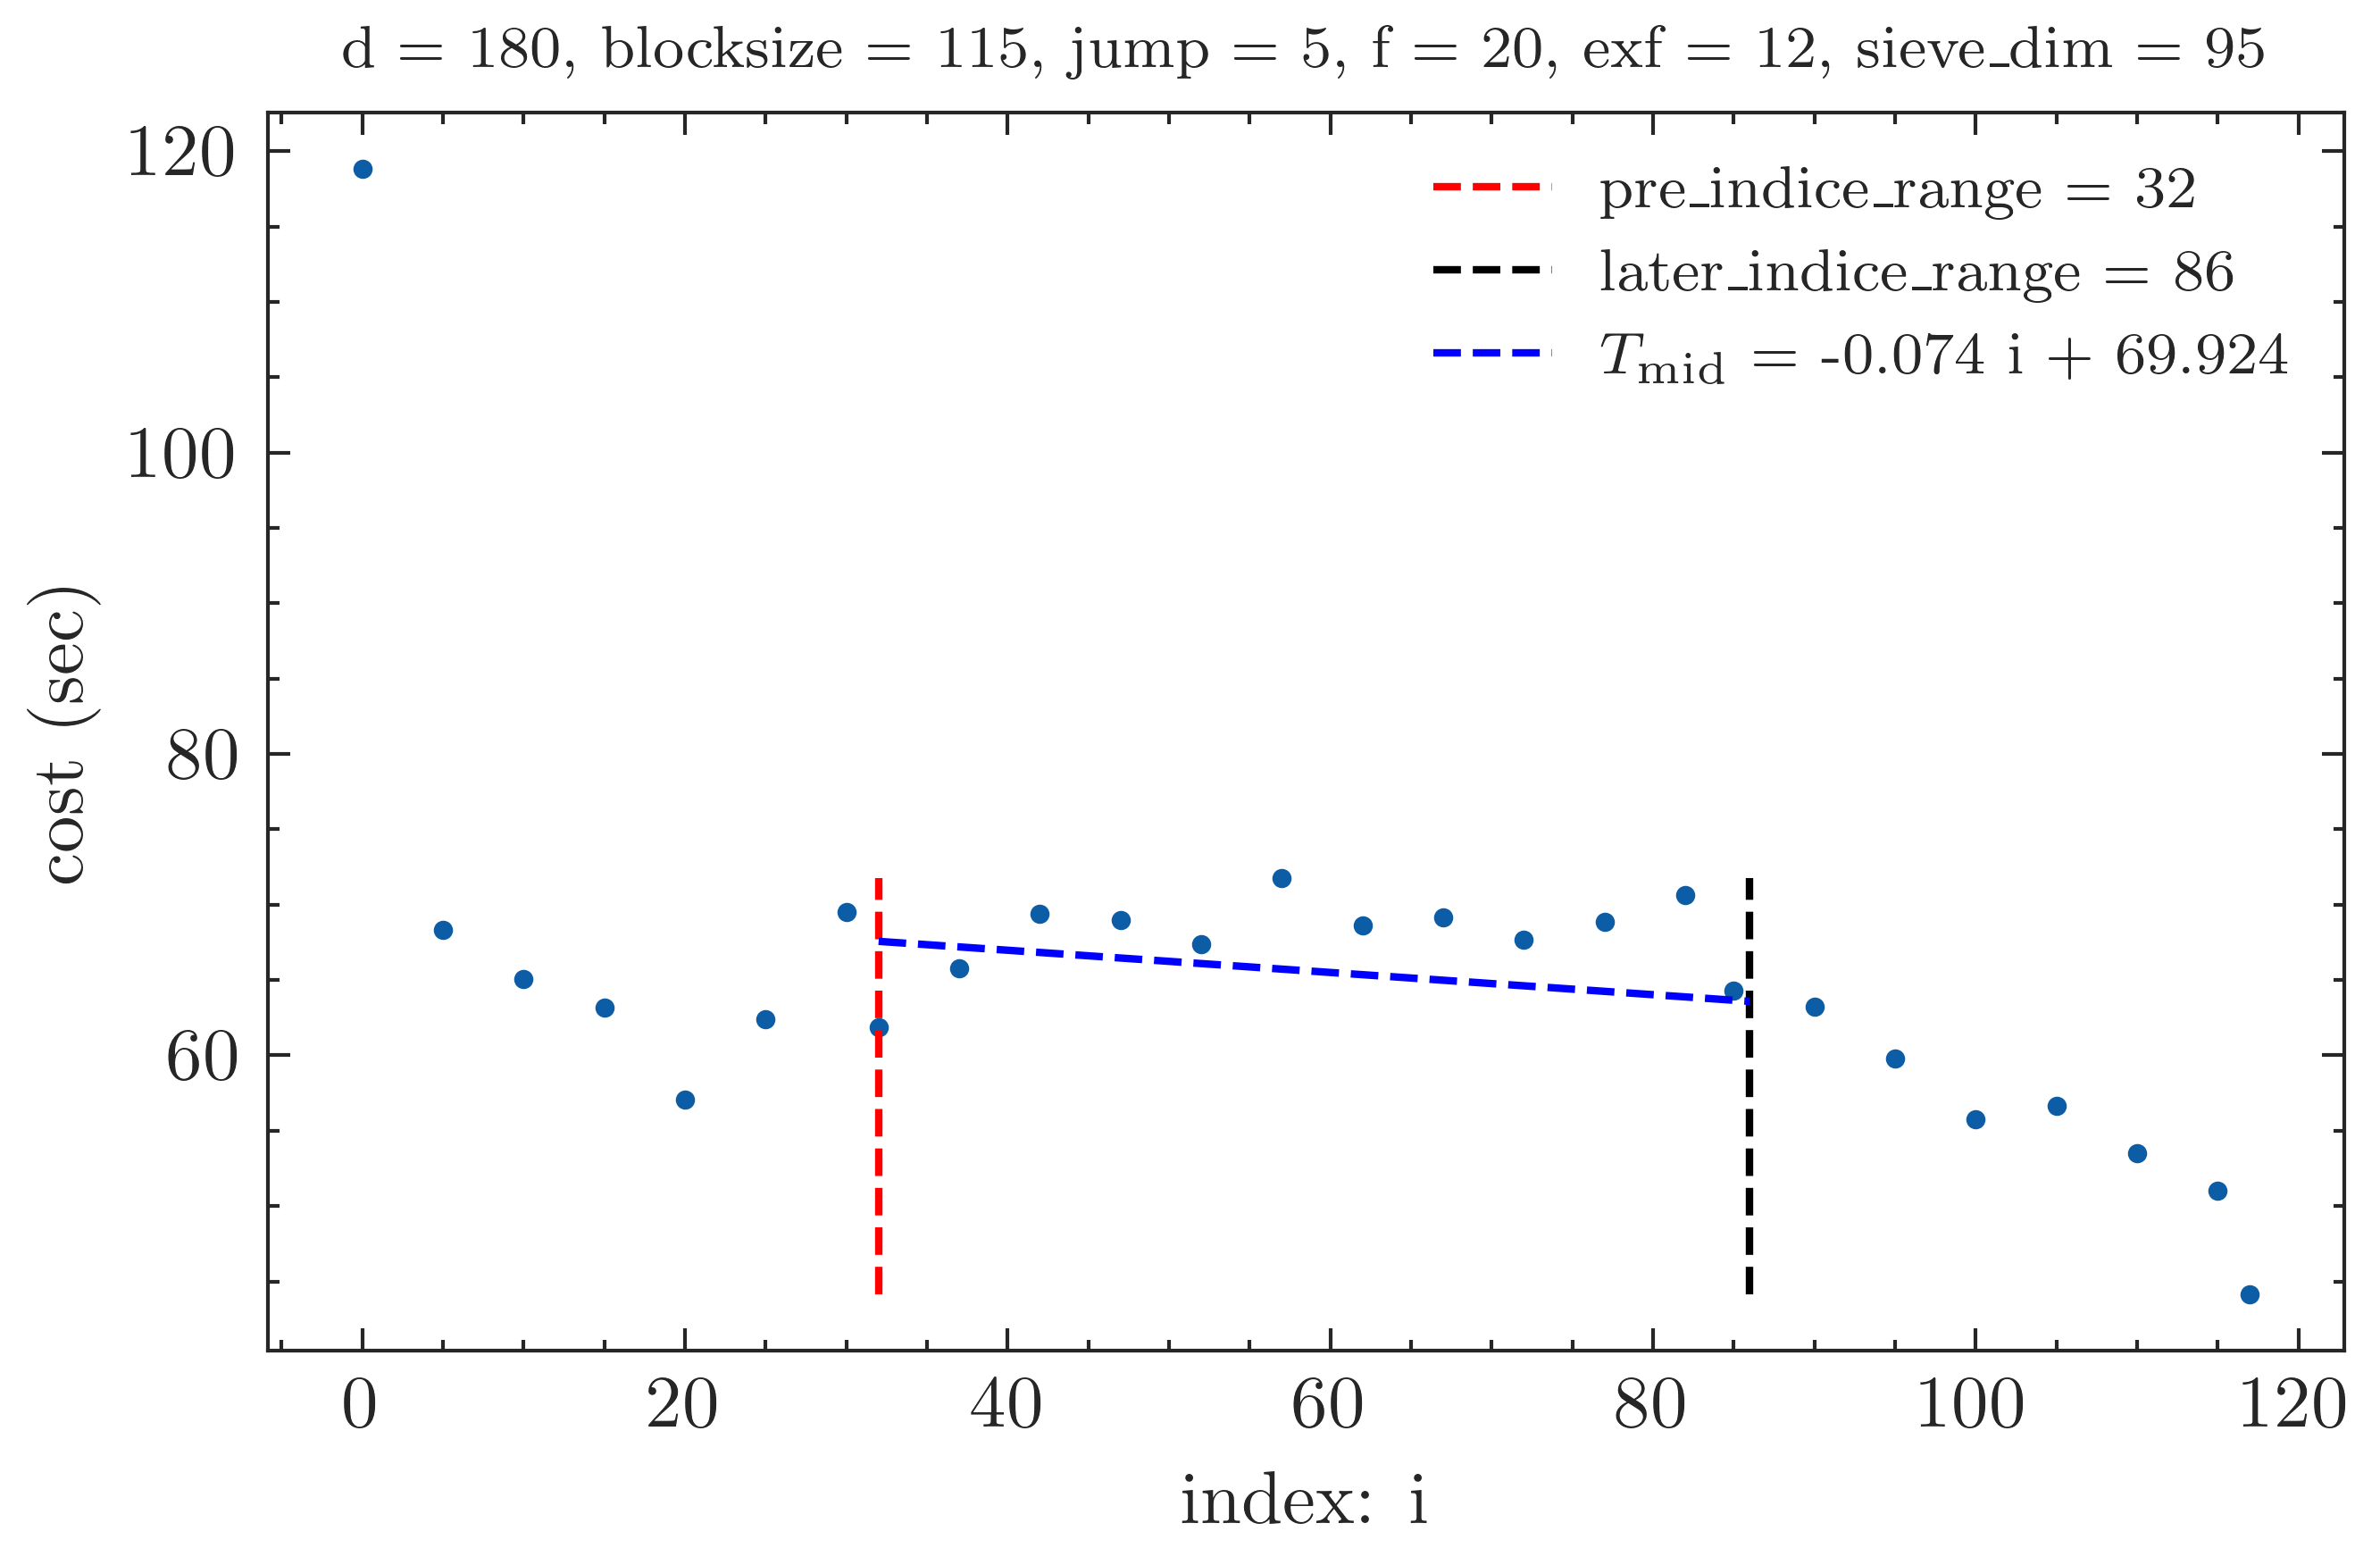 d = 180, blocksize = 115, jump = 5, f = 20, exf = 12, sieve_dim = 95
pre_indice_range = 32
later_indice_range = 86
T_mid = -0.074 i + 69.924
120
100
80
60
cost (sec)
0 20 40 60 80 100 120
index: i